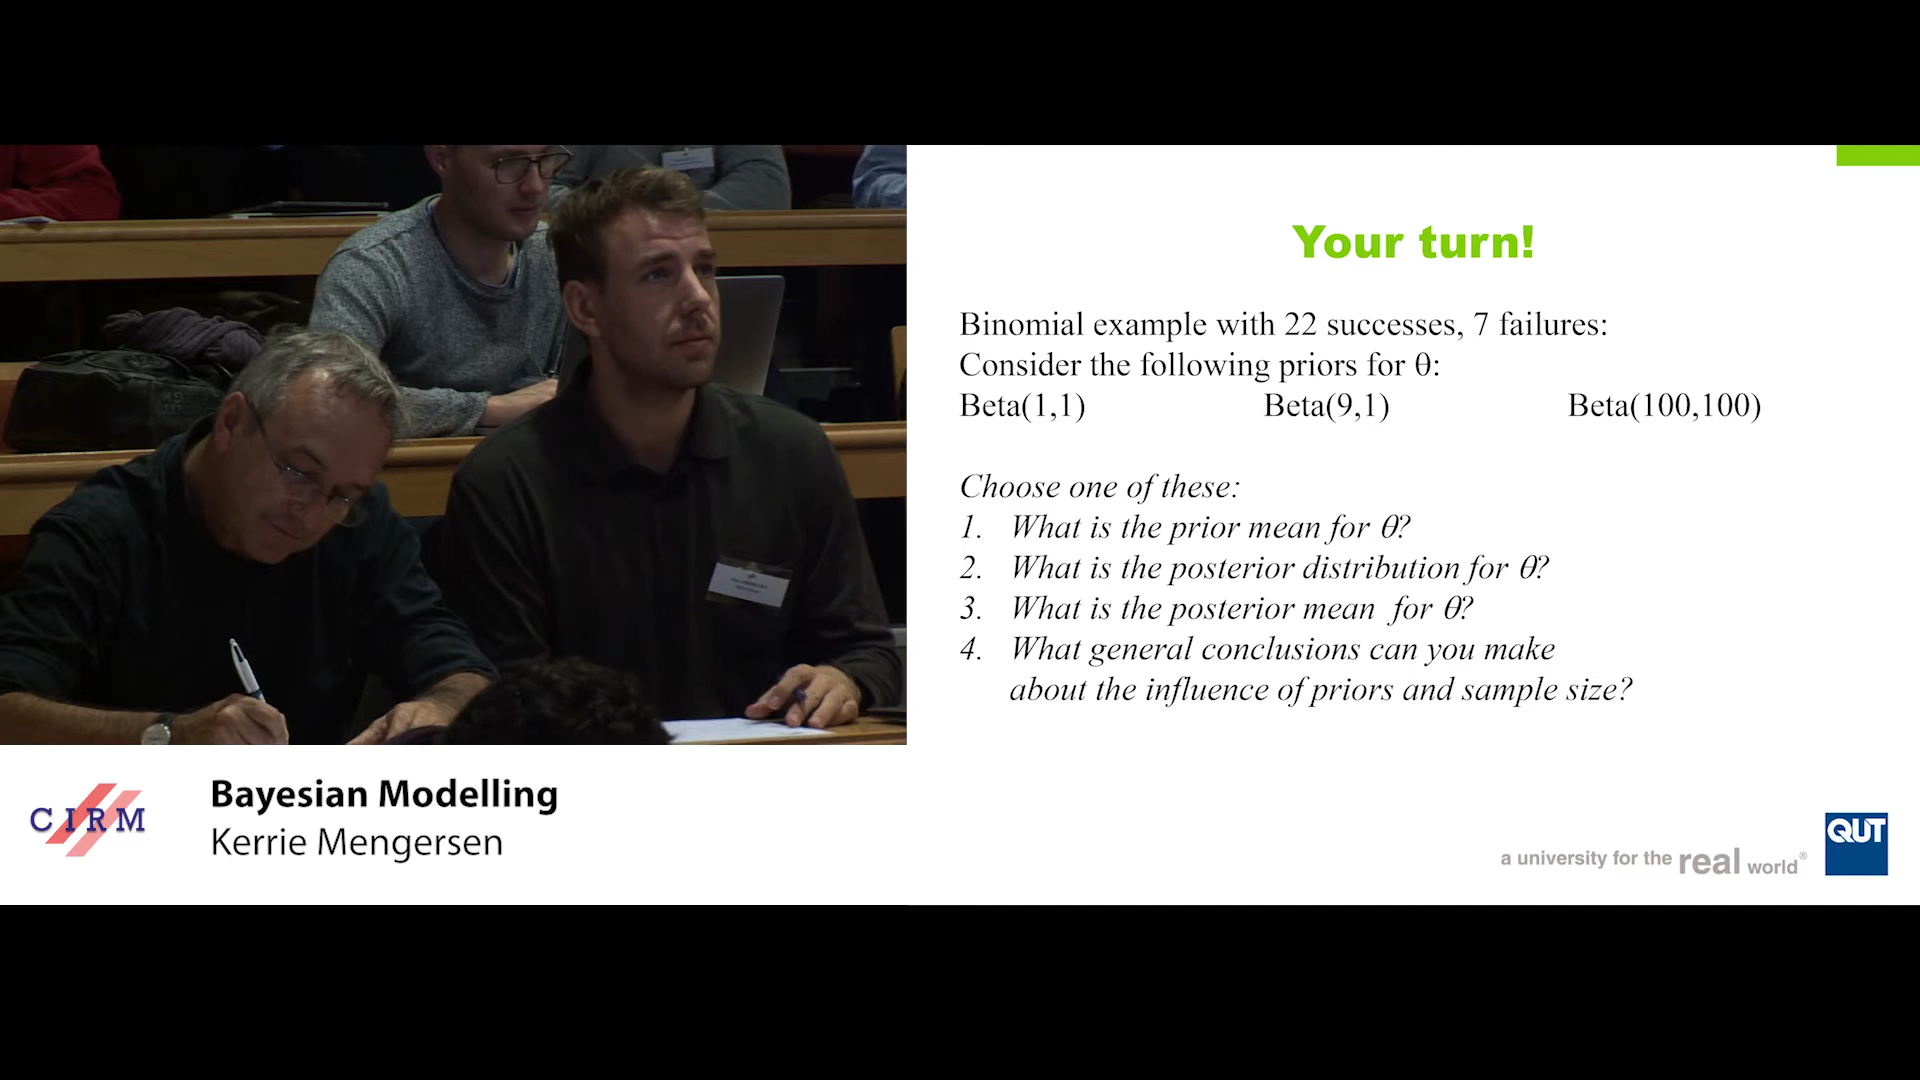 Your turn!
Binomial example with 22 successes, 7 failures:
Consider the following priors for θ:
Beta(1,1) Beta(9,1) Beta(100,100)
Choose one of these:
1. What is the prior mean for θ?
2. What is the posterior distribution for θ?
3. What is the posterior mean for θ?
4. What general conclusions can you make
about the influence of priors and sample size?
CIRM
Bayesian Modelling
Kerrie Mengersen
a university for the real world®
QUT